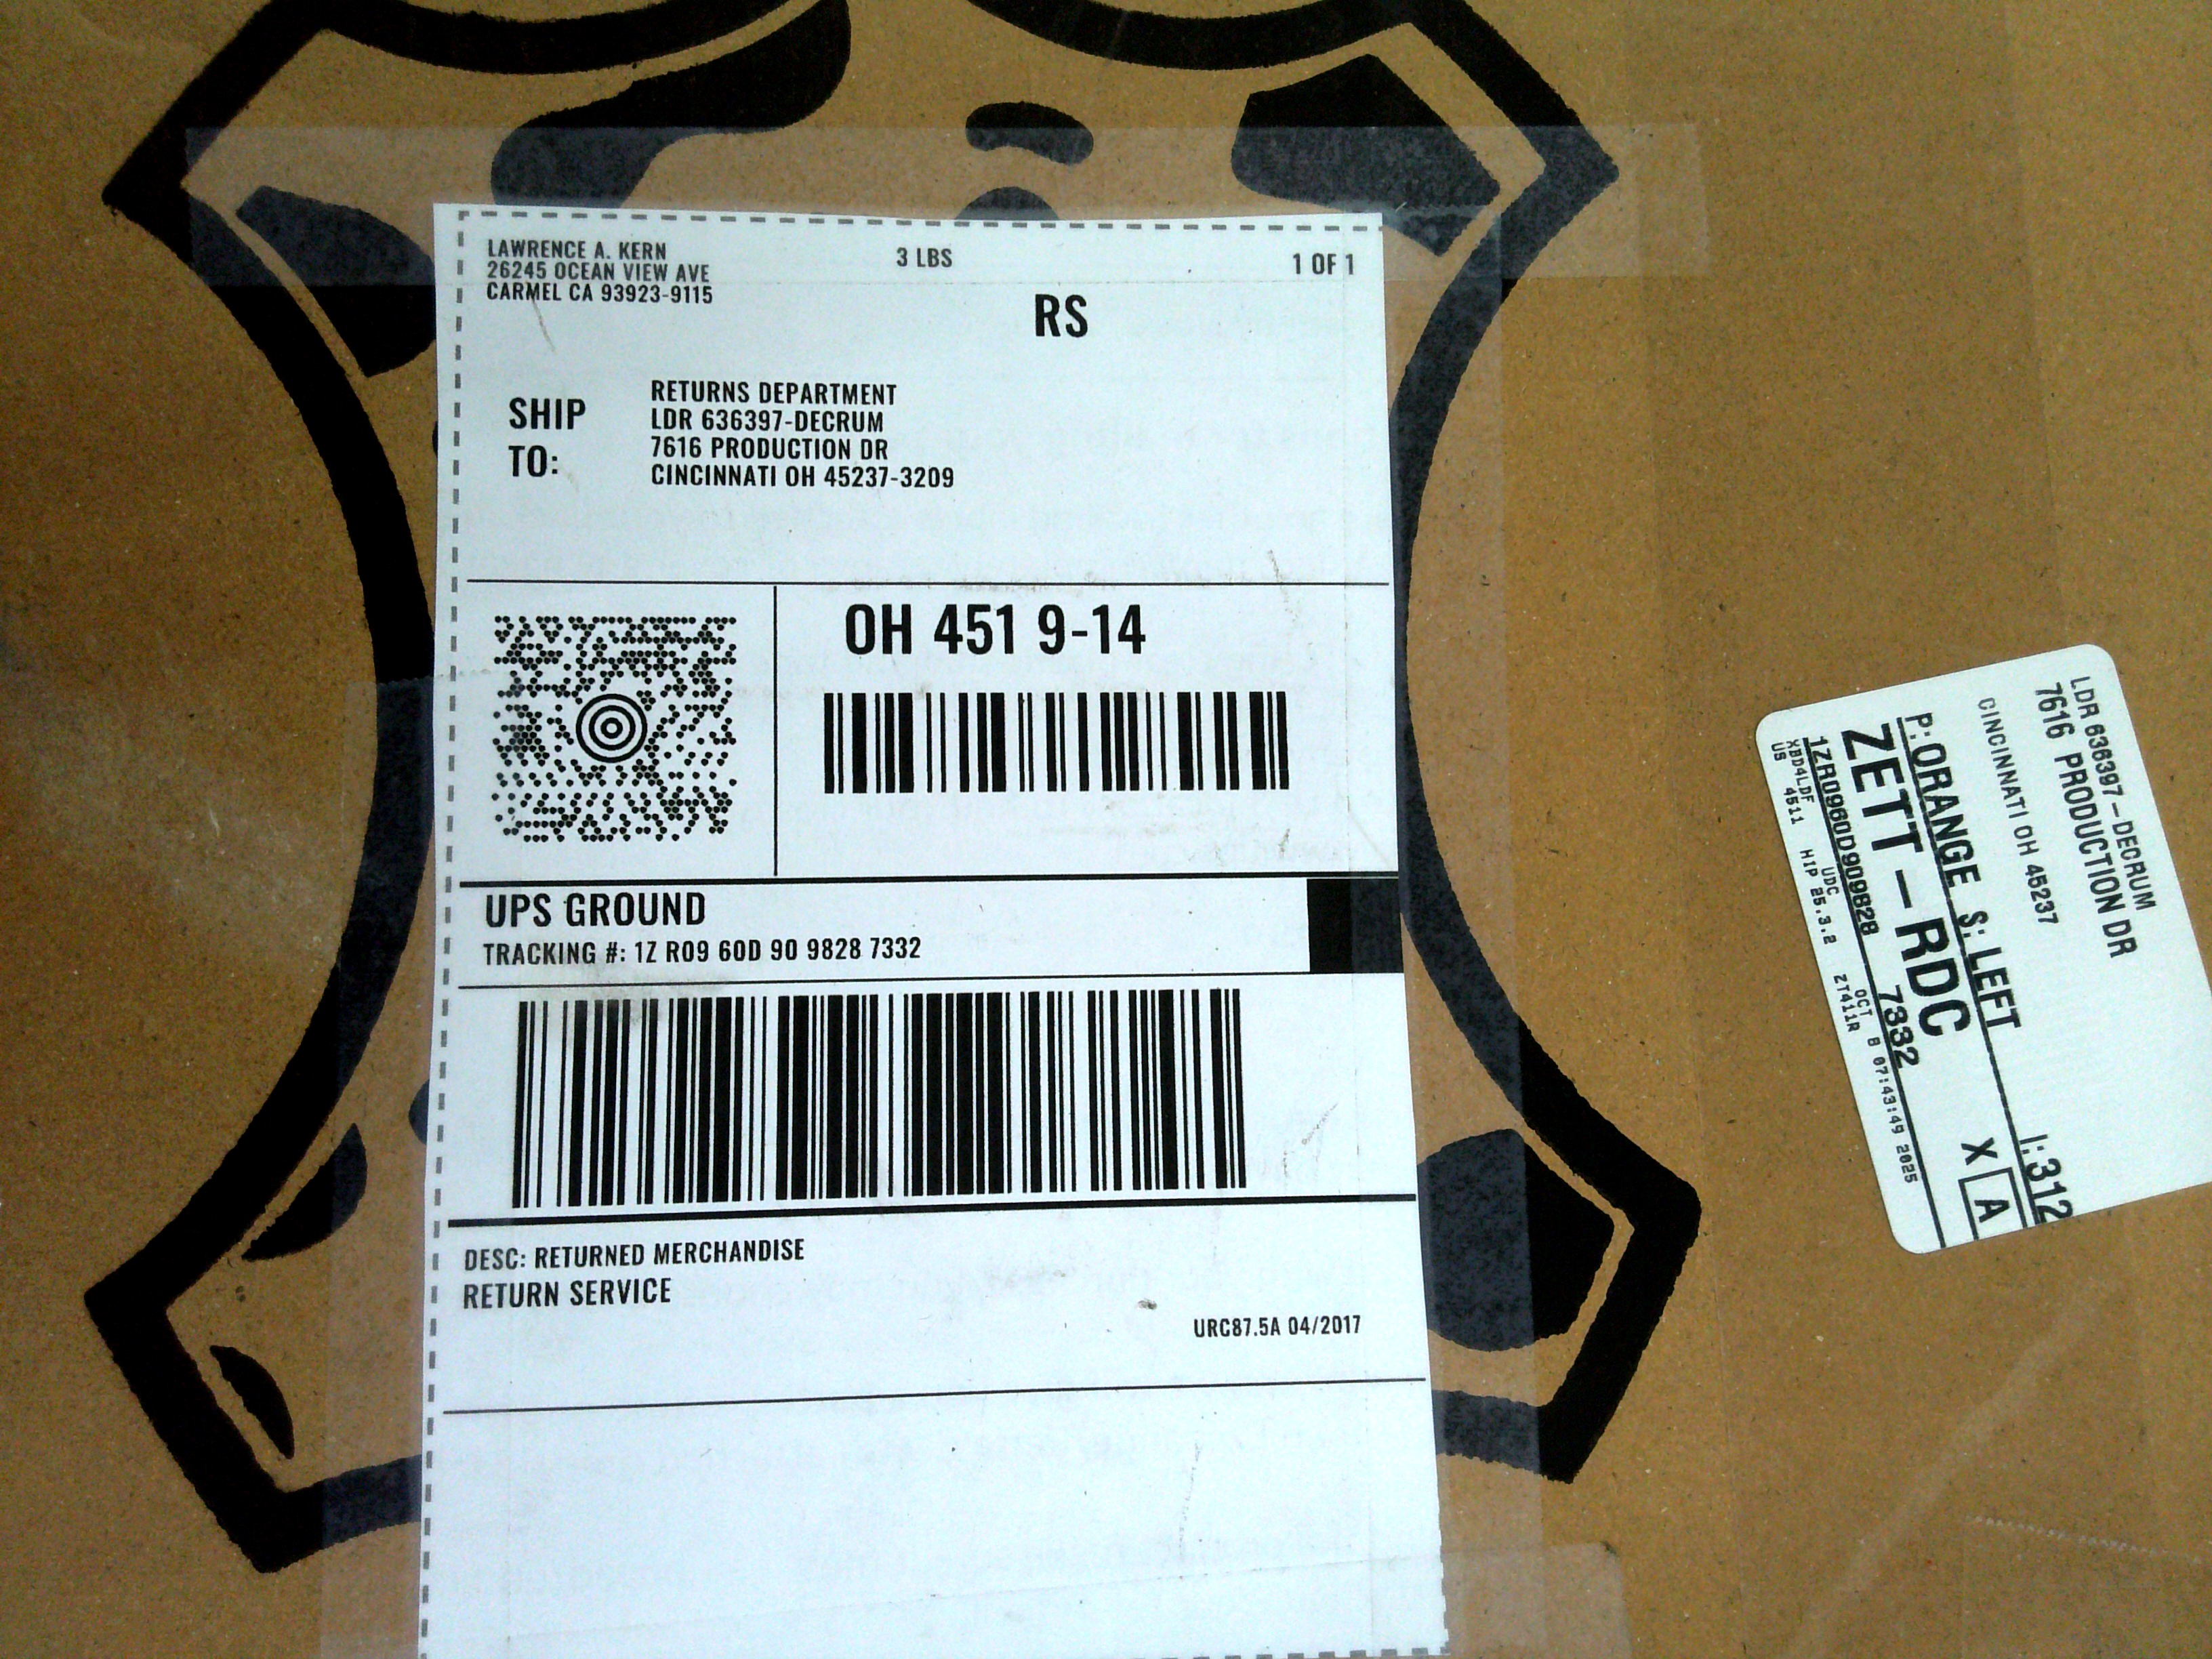 LAWRENCE A. KERN
26245 OCEAN VIEW AVE
CARMEL CA 93923-9115
3 LBS
1 OF 1
RS
SHIP TO:
RETURNS DEPARTMENT
LDR 636397-DECRUM
7616 PRODUCTION DR
CINCINNATI OH 45237-3209
OH 451 9-14
UPS GROUND
TRACKING #: 1Z R09 60D 90 9828 7332
DESC: RETURNED MERCHANDISE
RETURN SERVICE
URC87.5A 04/2017
LDR 636397-DECRUM
7616 PRODUCTION DR
CINCINNATI OH 45237
P: ORANGE S: LEFT I:312
ZETT-RDC X A
1ZR0960D909828 7332
UDC OCT 8 07:43:49 2025
XBD4LDF HIP 25.3.2 ZT411R
US 4511